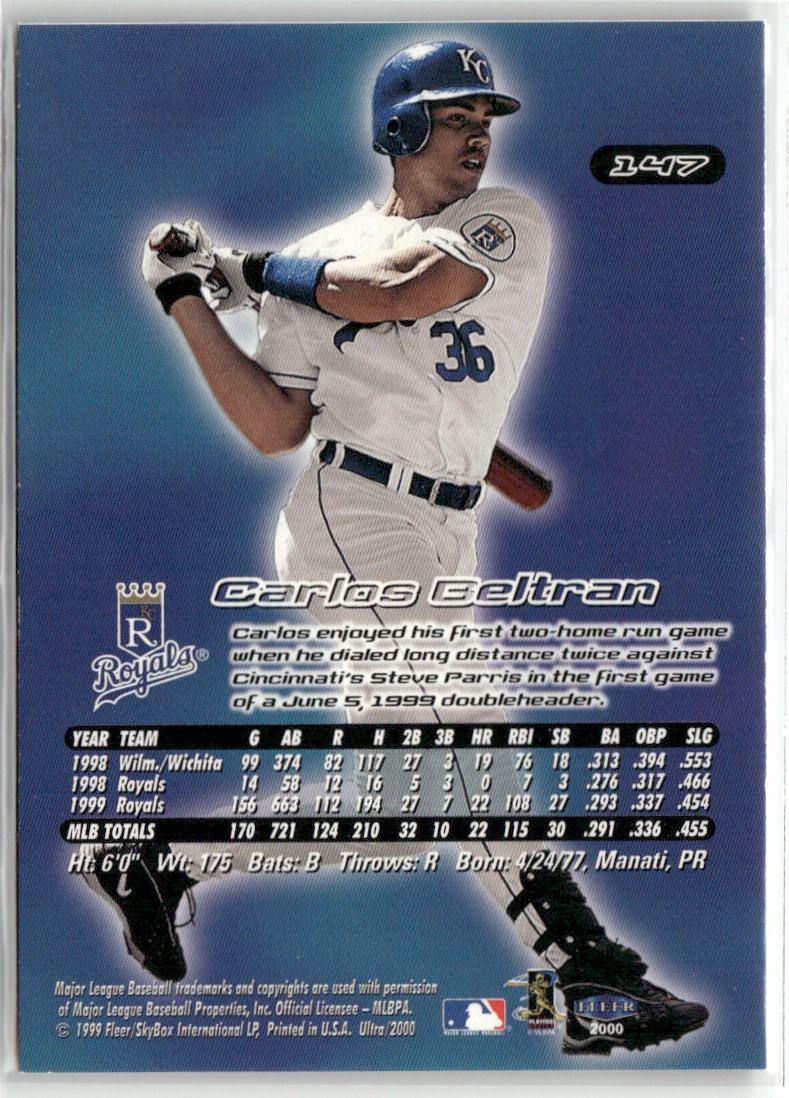 KC
147
R
36
Carlos Beltran
KC
R
Royals®
Carlos enjoyed his first two-home run game
when he dialed long distance twice against
Cincinnati's Steve Parris in the first game
of a June 5, 1999 doubleheader.
YEAR TEAM G AB R H 2B 3B HR RBI SB BA OBP SLG
1998 Wilm./Wichita 99 374 82 117 27 3 19 76 18 .313 .394 .553
1998 Royals 14 58 12 16 5 3 0 7 3 .276 .317 .466
1999 Royals 156 663 112 194 27 7 22 108 27 .293 .337 .454
MLB TOTALS 170 721 124 210 32 10 22 115 30 .291 .336 .455
Ht: 6'0" Wt: 175 Bats: B Throws: R Born: 4/24/77, Manati, PR
Major League Baseball trademarks and copyrights are used with permission
of Major League Baseball Properties, Inc. Official Licensee – MLBPA.
© 1999 Fleer/SkyBox International LP, Printed in U.S.A. Ultra/2000
MAJOR LEAGUE BASEBALL
PLAYERS
FLEER
2000